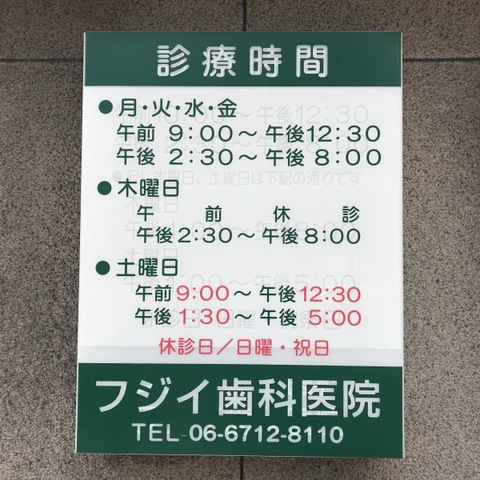 診療時間
●月・火・水・金
午前 9:00～午後12:30
午後 2:30～午後 8:00
●木曜日
午前休診
午後2:30～午後8:00
●土曜日
午前9:00～午後12:30
午後1:30～午後5:00
休診日／日曜・祝日
フジイ歯科医院
TEL-06-6712-8110